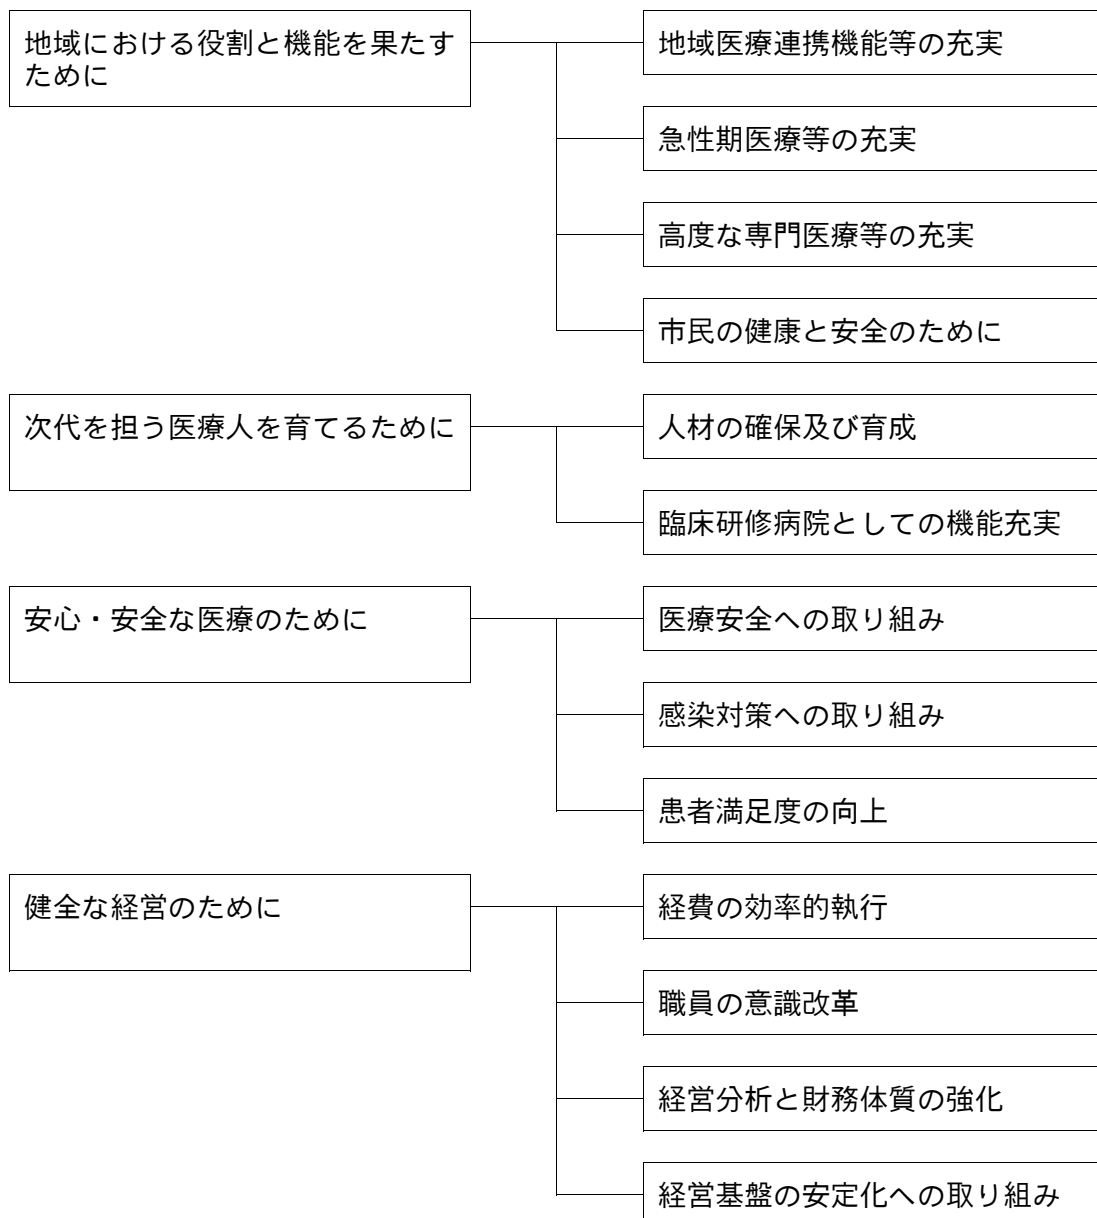 地域における役割と機能を果たす
ために
地域医療連携機能等の充実
急性期医療等の充実
高度な専門医療等の充実
市民の健康と安全のために
次代を担う医療人を育てるために
人材の確保及び育成
臨床研修病院としての機能充実
安心・安全な医療のために
医療安全への取り組み
感染対策への取り組み
患者満足度の向上
健全な経営のために
経費の効率的執行
職員の意識改革
経営分析と財務体質の強化
経営基盤の安定化への取り組み